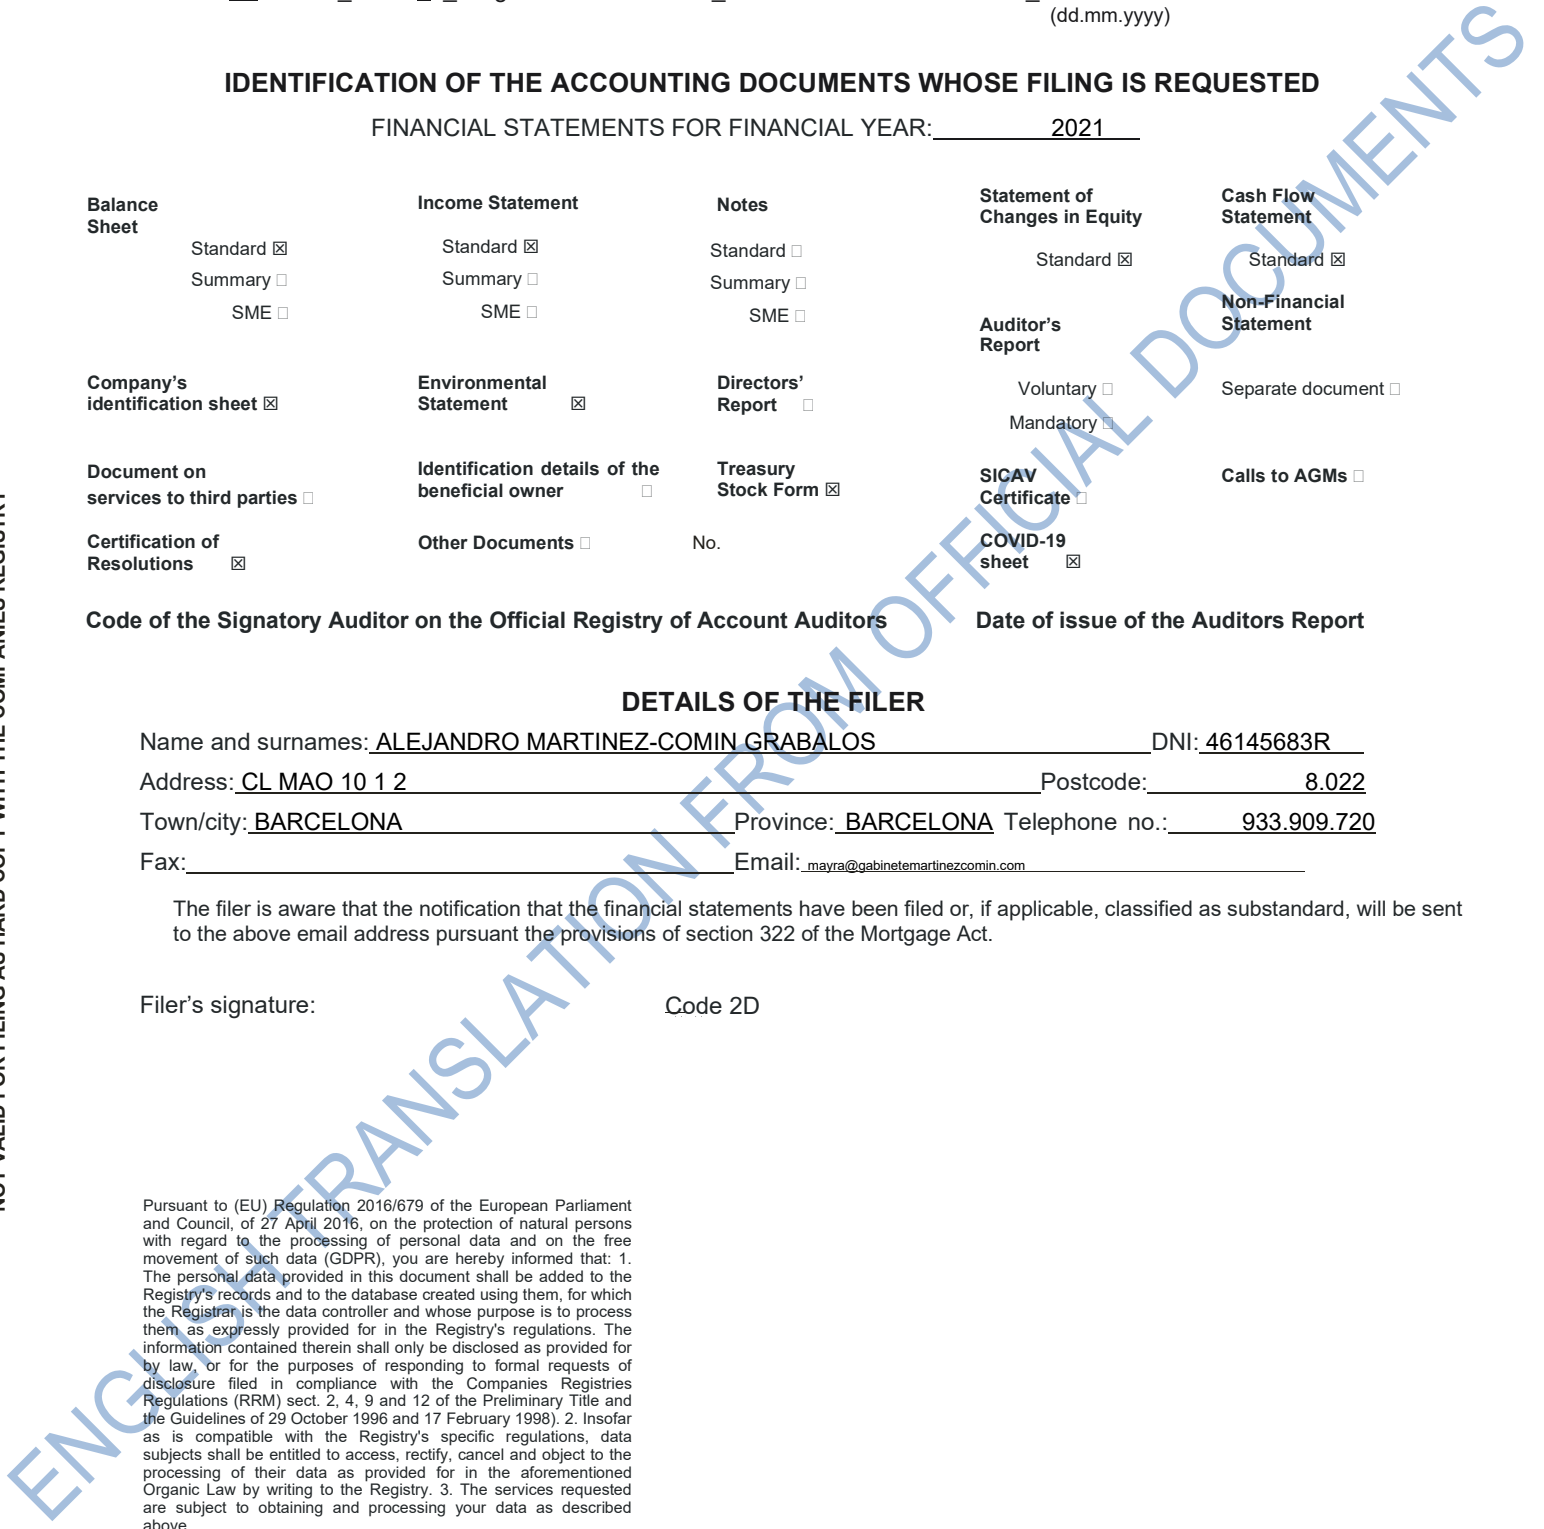 (dd.mm.yyyy)
IDENTIFICATION OF THE ACCOUNTING DOCUMENTS WHOSE FILING IS REQUESTED
FINANCIAL STATEMENTS FOR FINANCIAL YEAR: 2021
Balance Sheet
Standard ☒
Summary □
SME □
Income Statement
Standard ☒
Summary □
SME □
Notes
Standard □
Summary □
SME □
Statement of
Changes in Equity
Standard ☒
Cash Flow
Statement
Standard ☒
Auditor’s
Report
Voluntary □
Mandatory □
Non-Financial
Statement
Separate document □
Company’s
identification sheet ☒
Environmental
Statement ☒
Directors’
Report □
Document on
services to third parties □
Identification details of the
beneficial owner □
Treasury
Stock Form ☒
SICAV
Certificate □
Calls to AGMs □
Certification of
Resolutions ☒
Other Documents □ No.
COVID-19
sheet ☒
Code of the Signatory Auditor on the Official Registry of Account Auditors Date of issue of the Auditors Report
DETAILS OF THE FILER
Name and surnames: ALEJANDRO MARTINEZ-COMIN GRABALOS DNI: 46145683R
Address: CL MAO 10 1 2 Postcode: 8.022
Town/city: BARCELONA Province: BARCELONA Telephone no.: 933.909.720
Fax: Email: mayra@gabinetemartinezcomin.com
The filer is aware that the notification that the financial statements have been filed or, if applicable, classified as substandard, will be sent
to the above email address pursuant the provisions of section 322 of the Mortgage Act.
Filer’s signature: Code 2D
Pursuant to (EU) Regulation 2016/679 of the European Parliament
and Council, of 27 April 2016, on the protection of natural persons
with regard to the processing of personal data and on the free
movement of such data (GDPR), you are hereby informed that: 1.
The personal data provided in this document shall be added to the
Registry's records and to the database created using them, for which
the Registrar is the data controller and whose purpose is to process
them as expressly provided for in the Registry's regulations. The
information contained therein shall only be disclosed as provided for
by law, or for the purposes of responding to formal requests of
disclosure filed in compliance with the Companies Registries
Regulations (RRM) sect. 2, 4, 9 and 12 of the Preliminary Title and
the Guidelines of 29 October 1996 and 17 February 1998). 2. Insofar
as is compatible with the Registry's specific regulations, data
subjects shall be entitled to access, rectify, cancel and object to the
processing of their data as provided for in the aforementioned
Organic Law by writing to the Registry. 3. The services requested
are subject to obtaining and processing your data as described
above
ENGLISH TRANSLATION FROM OFFICIAL DOCUMENTS